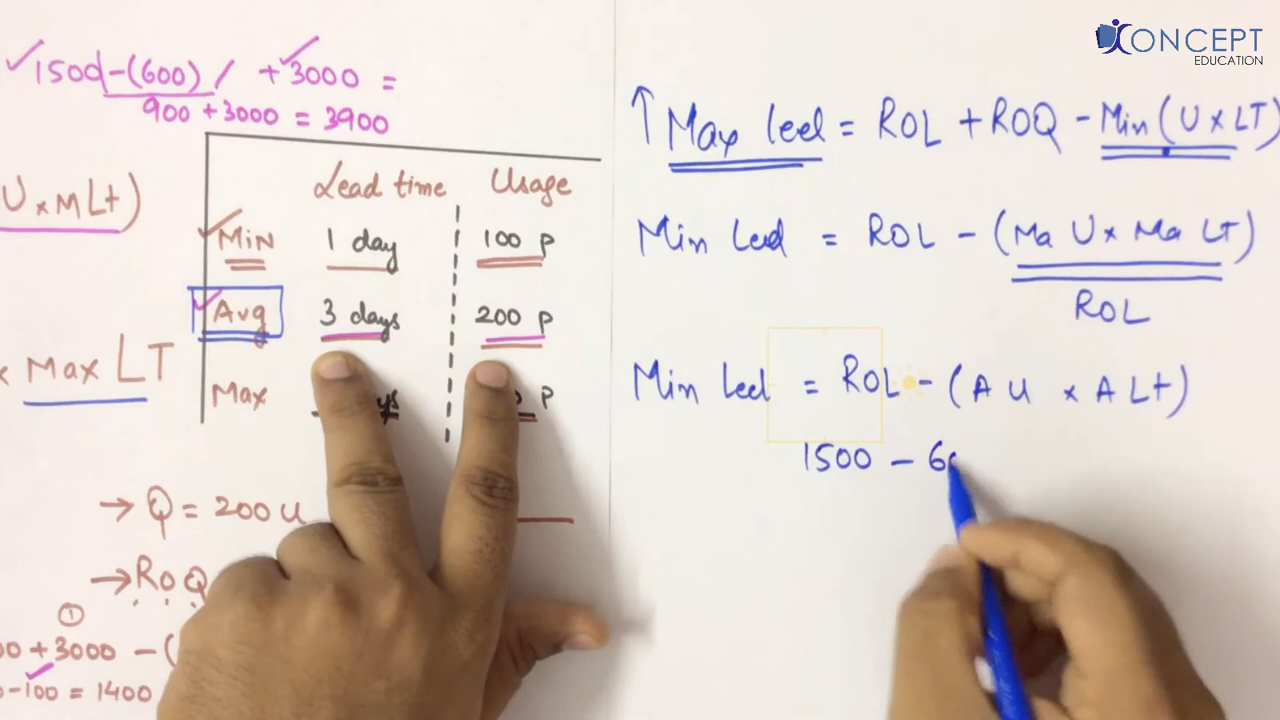 CONCEPT
EDUCATION
1500 -(600) / + 3000 =
900 + 3000 = 3900
U x M Lt)
Lead time Usage
MiN 1 day 100 P
Avg 3 days 200 P
Max P
x Max LT
→ Q = 200 u
→ ROQ
①
+3000 - (
-100 = 1400
↑ Max leel = ROL + ROQ - Min (U x LT)
Min Leel = ROL - (Ma U x Ma LT)
ROL
Min Leel = ROL - (A U x A Lt)
1500 - 60